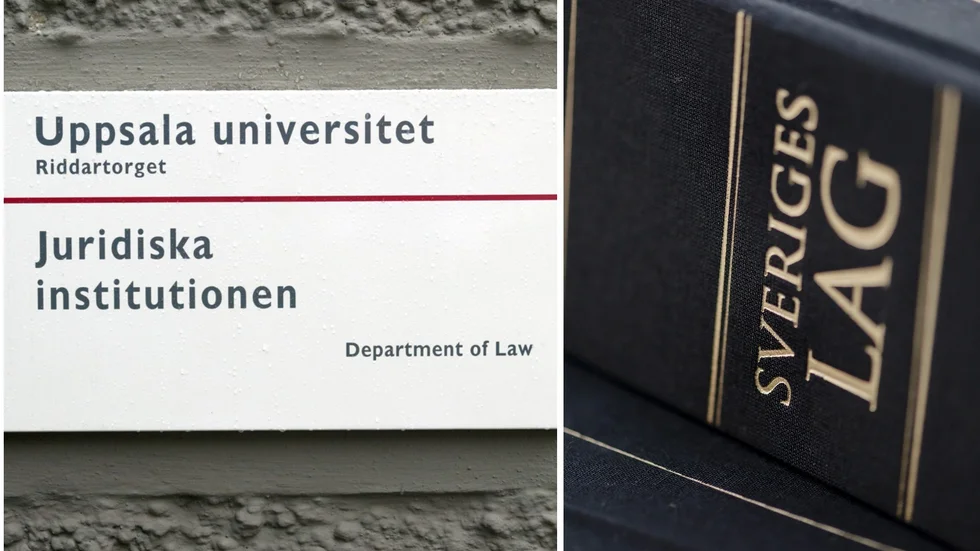 Uppsala universitet
Riddartorget
Juridiska
institutionen
Department of Law
SVERIGES
LAG